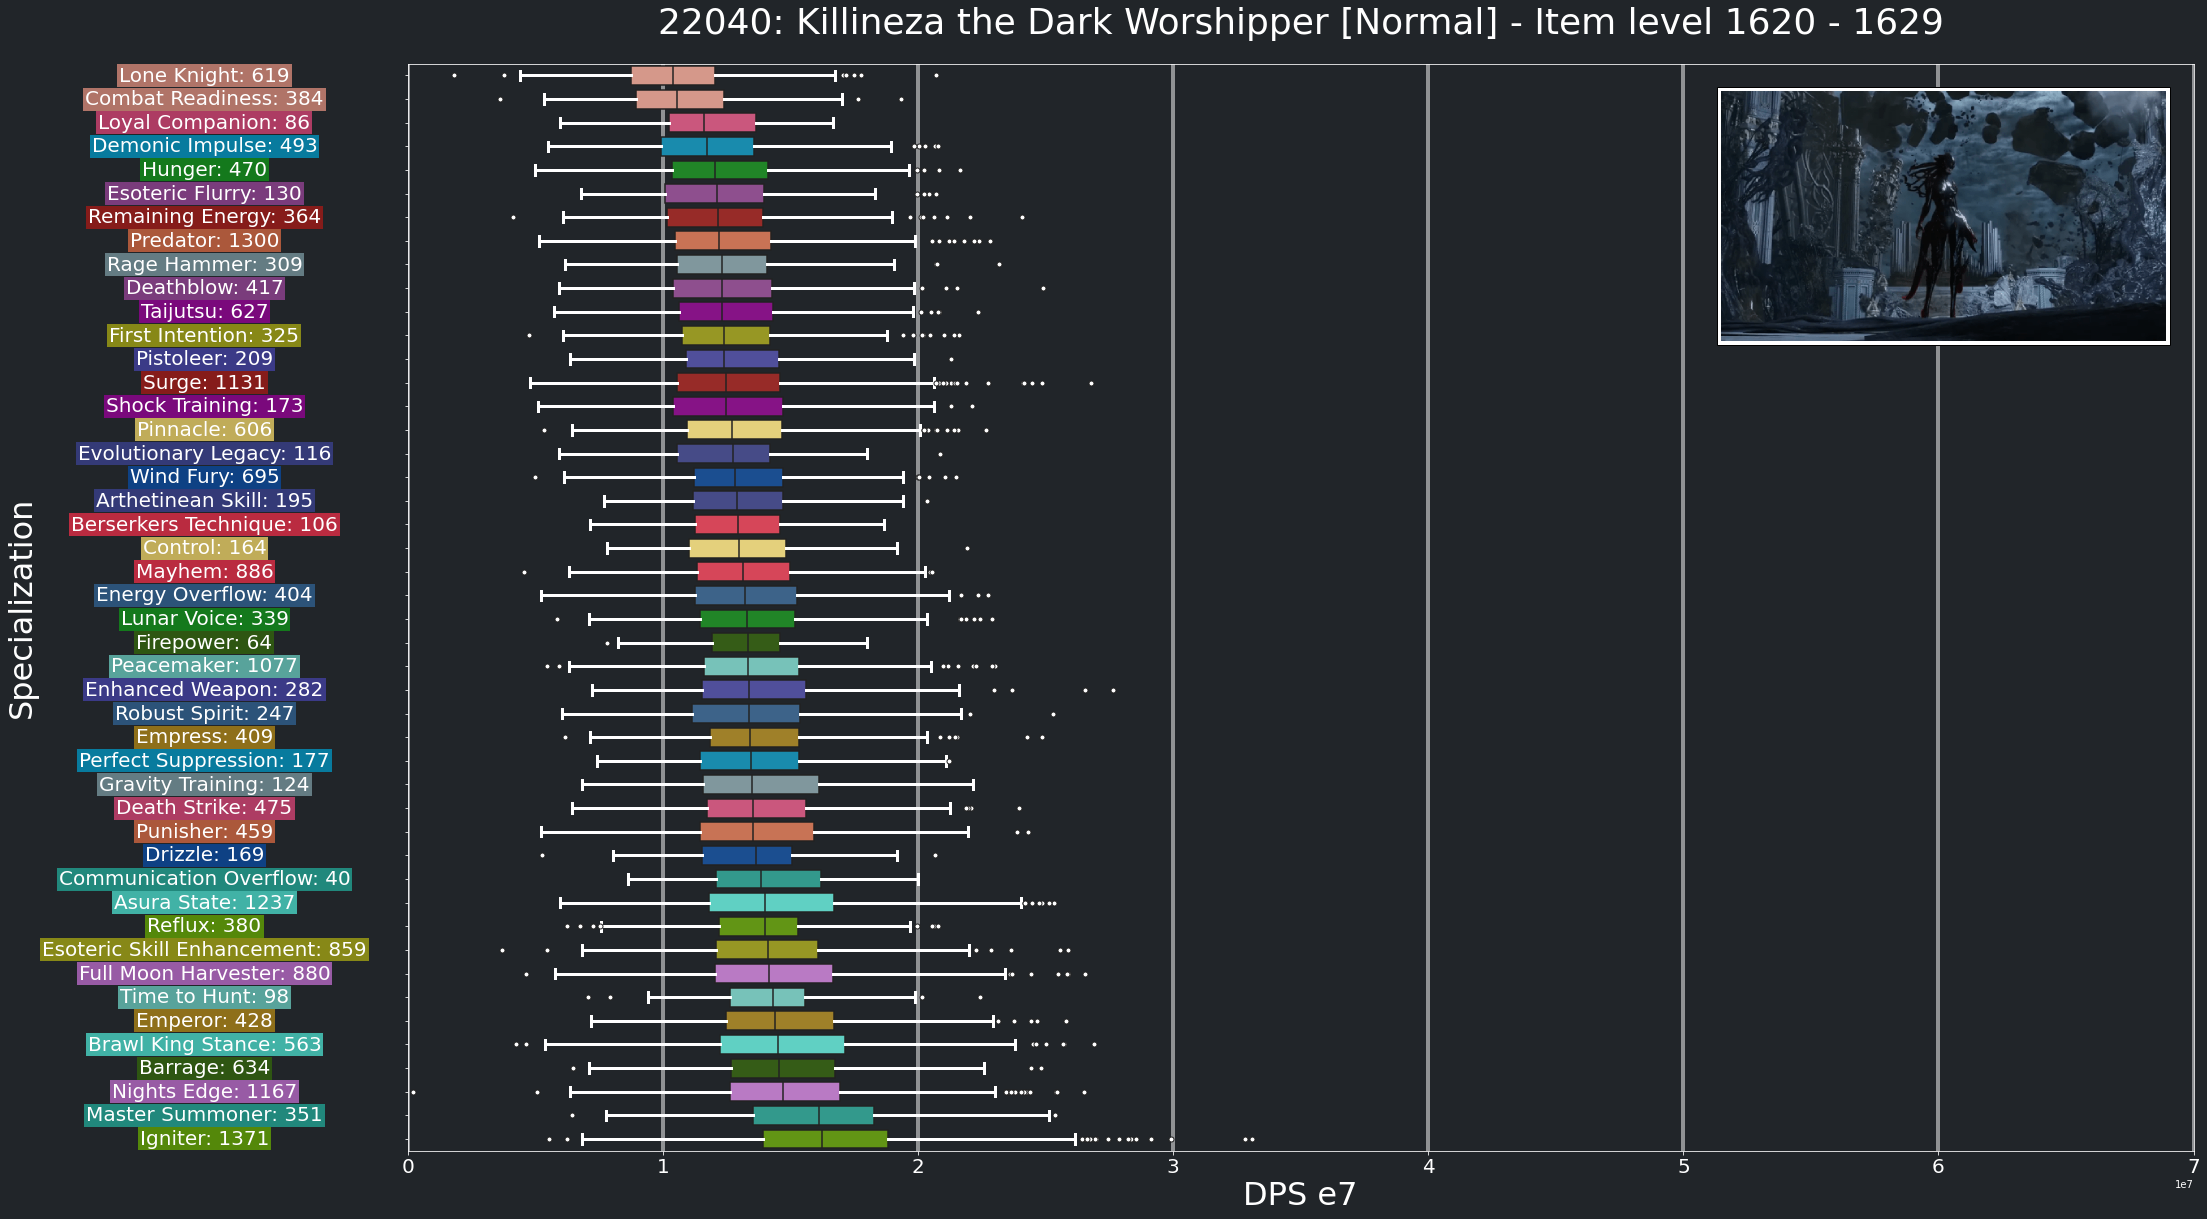 22040: Killineza the Dark Worshipper [Normal] - Item level 1620 - 1629
Specialization
Lone Knight: 619
Combat Readiness: 384
Loyal Companion: 86
Demonic Impulse: 493
Hunger: 470
Esoteric Flurry: 130
Remaining Energy: 364
Predator: 1300
Rage Hammer: 309
Deathblow: 417
Taijutsu: 627
First Intention: 325
Pistoleer: 209
Surge: 1131
Shock Training: 173
Pinnacle: 606
Evolutionary Legacy: 116
Wind Fury: 695
Arthetinean Skill: 195
Berserkers Technique: 106
Control: 164
Mayhem: 886
Energy Overflow: 404
Lunar Voice: 339
Firepower: 64
Peacemaker: 1077
Enhanced Weapon: 282
Robust Spirit: 247
Empress: 409
Perfect Suppression: 177
Gravity Training: 124
Death Strike: 475
Punisher: 459
Drizzle: 169
Communication Overflow: 40
Asura State: 1237
Reflux: 380
Esoteric Skill Enhancement: 859
Full Moon Harvester: 880
Time to Hunt: 98
Emperor: 428
Brawl King Stance: 563
Barrage: 634
Nights Edge: 1167
Master Summoner: 351
Igniter: 1371
0 1 2 3 4 5 6 7
1e7
DPS e7